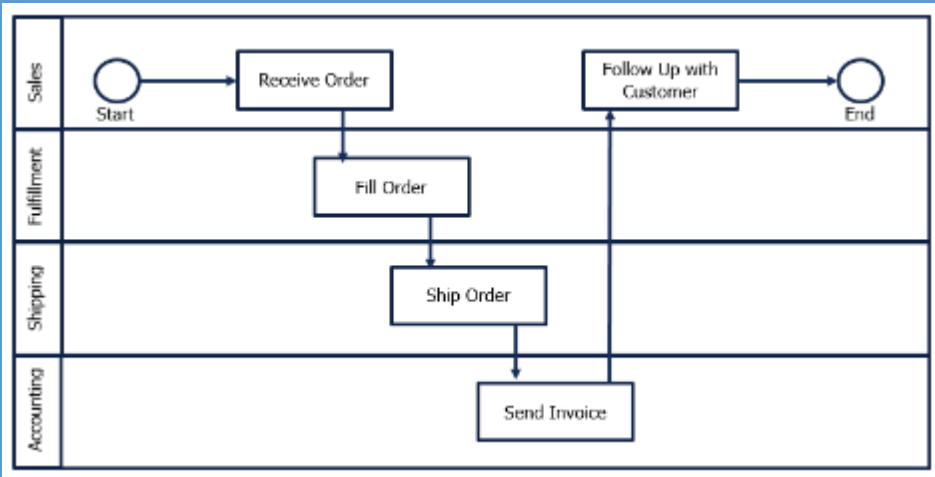 Sales
Start
Receive Order
Follow Up with
Customer
End
Fulfillment
Fill Order
Shipping
Ship Order
Accounting
Send Invoice